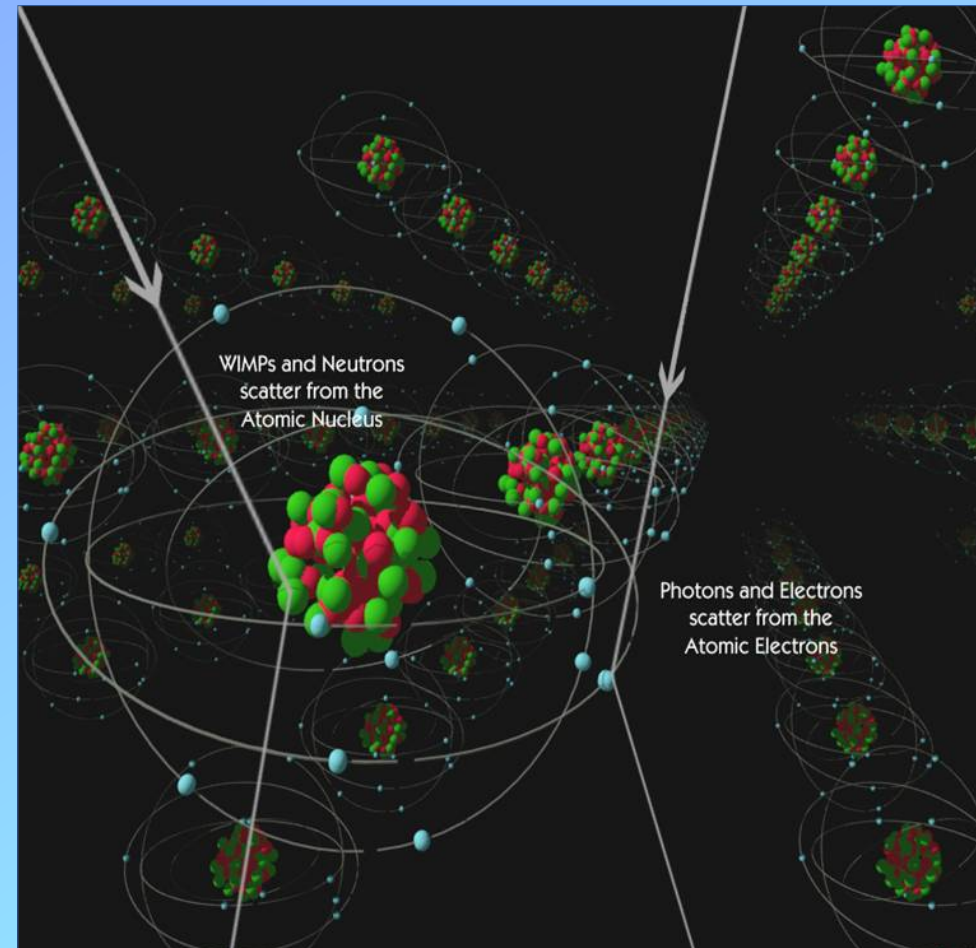 WIMPs and Neutrons
scatter from the
Atomic Nucleus
Photons and Electrons
scatter from the
Atomic Electrons